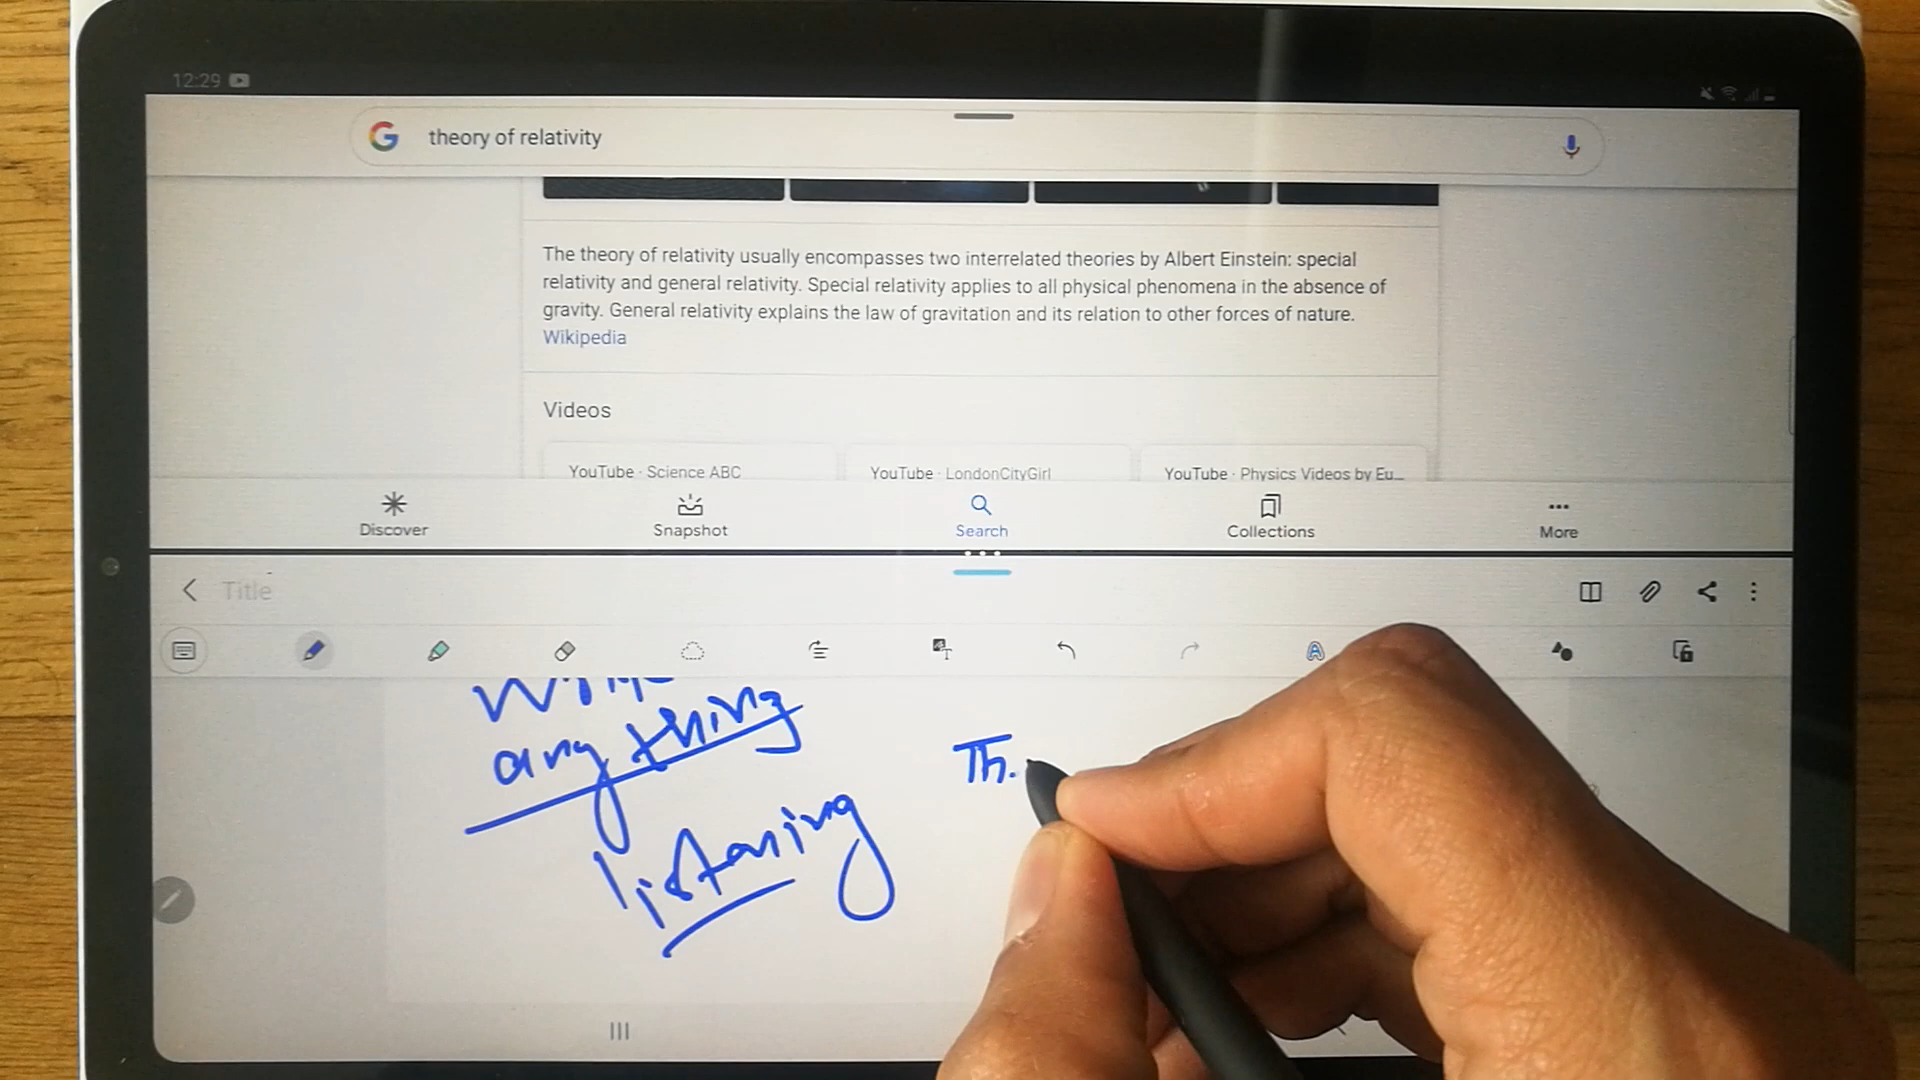 12:29
theory of relativity
The theory of relativity usually encompasses two interrelated theories by Albert Einstein: special
relativity and general relativity. Special relativity applies to all physical phenomena in the absence of
gravity. General relativity explains the law of gravitation and its relation to other forces of nature.
Wikipedia
Videos
YouTube · Science ABC
YouTube · LondonCityGirl
YouTube · Physics Videos by Eu...
Discover
Snapshot
Search
Collections
More
Title
any thing
listening
Th.